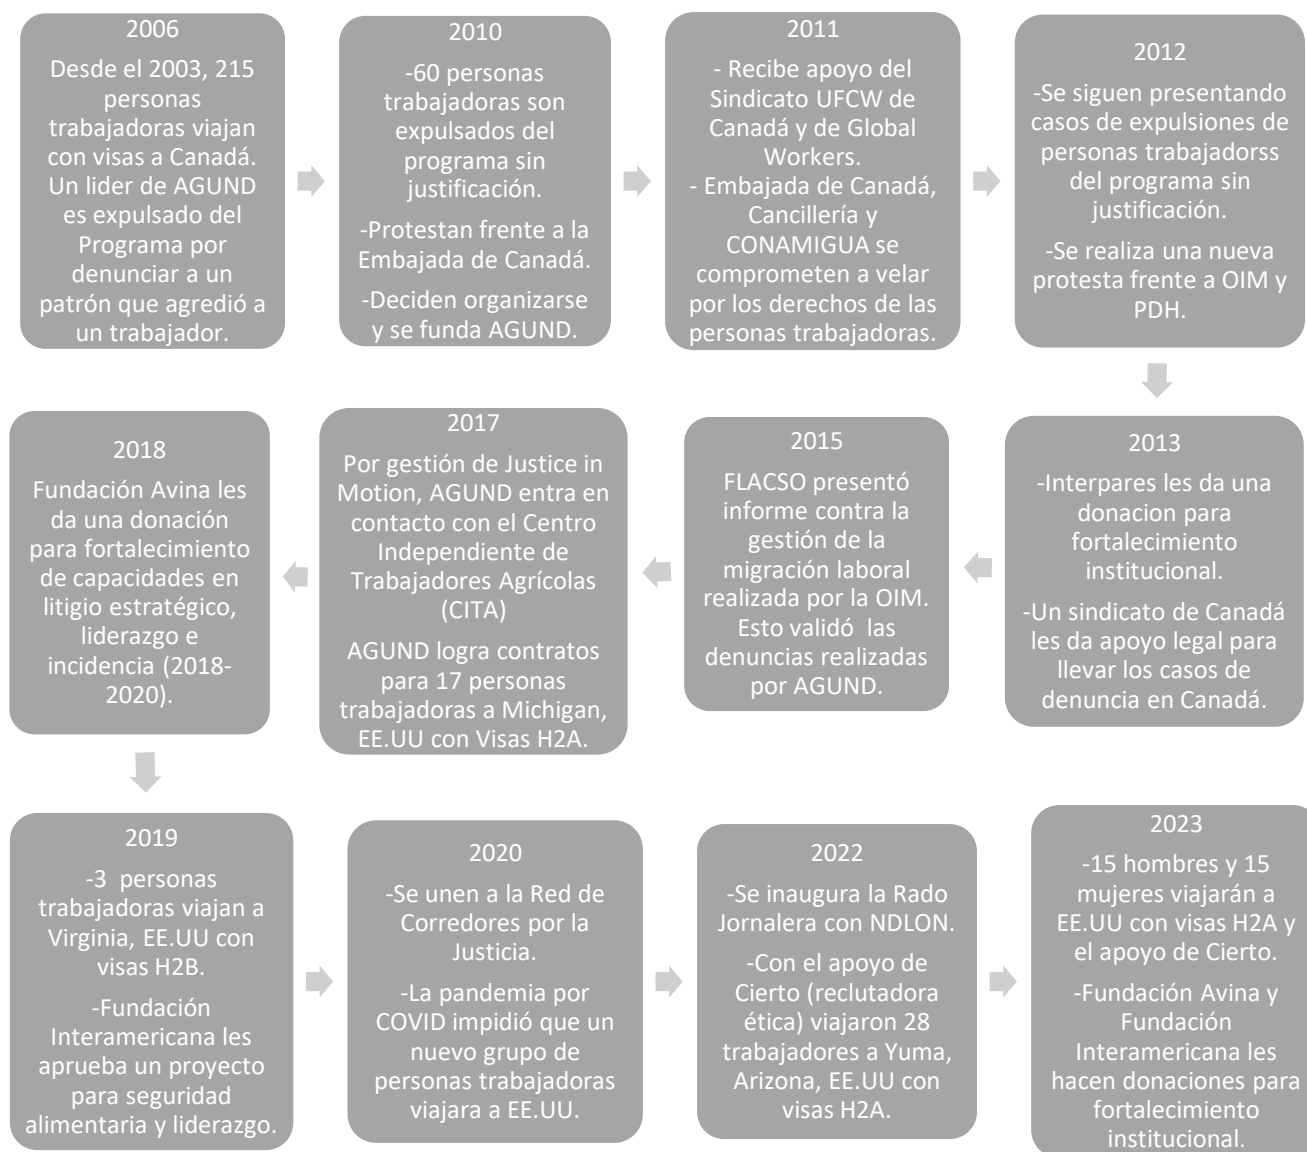 2006
Desde el 2003, 215
personas
trabajadoras viajan
con visas a Canadá.
Un lider de AGUND
es expulsado del
Programa por
denunciar a un
patrón que agredió a
un trabajador.
2010
-60 personas
trabajadoras son
expulsados del
programa sin
justificación.
-Protestan frente a la
Embajada de Canadá.
-Deciden organizarse
y se funda AGUND.
2011
- Recibe apoyo del
Sindicato UFCW de
Canadá y de Global
Workers.
- Embajada de Canadá,
Cancillería y
CONAMIGUA se
comprometen a velar
por los derechos de las
personas trabajadoras.
2012
-Se siguen presentando
casos de expulsiones de
personas trabajadorss
del programa sin
justificación.
-Se realiza una nueva
protesta frente a OIM y
PDH.
2013
-Interpares les da una
donacion para
fortalecimiento
institucional.
-Un sindicato de Canadá
les da apoyo legal para
llevar los casos de
denuncia en Canadá.
2015
FLACSO presentó
informe contra la
gestión de la
migración laboral
realizada por la OIM.
Esto validó las
denuncias realizadas
por AGUND.
2017
Por gestión de Justice in
Motion, AGUND entra en
contacto con el Centro
Independiente de
Trabajadores Agrícolas
(CITA)
AGUND logra contratos
para 17 personas
trabajadoras a Michigan,
EE.UU con Visas H2A.
2018
Fundación Avina les
da una donación
para fortalecimiento
de capacidades en
litigio estratégico,
liderazgo e
incidencia (2018-
2020).
2019
-3 personas
trabajadoras viajan a
Virginia, EE.UU con
visas H2B.
-Fundación
Interamericana les
aprueba un proyecto
para seguridad
alimentaria y liderazgo.
2020
-Se unen a la Red de
Corredores por la
Justicia.
-La pandemia por
COVID impidió que un
nuevo grupo de
personas trabajadoras
viajara a EE.UU.
2022
-Se inaugura la Rado
Jornalera con NDLON.
-Con el apoyo de
Cierto (reclutadora
ética) viajaron 28
trabajadores a Yuma,
Arizona, EE.UU con
visas H2A.
2023
-15 hombres y 15
mujeres viajarán a
EE.UU con visas H2A y
el apoyo de Cierto.
-Fundación Avina y
Fundación
Interamericana les
hacen donaciones para
fortalecimiento
institucional.